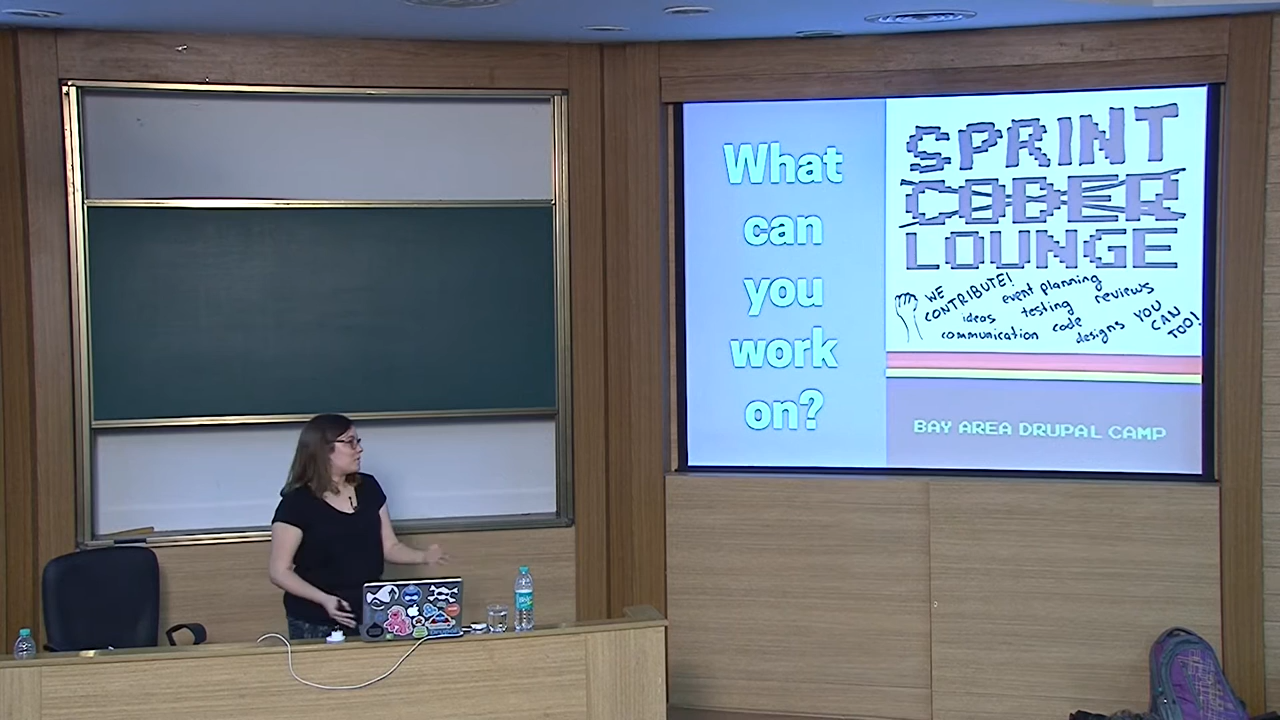 What
can
you
work
on?
SPRINT
CODER
LOUNGE
WE
CONTRIBUTE!
event planning
ideas
testing
reviews
communication
code
designs
YOU
CAN
TOO!
BAY AREA DRUPAL CAMP